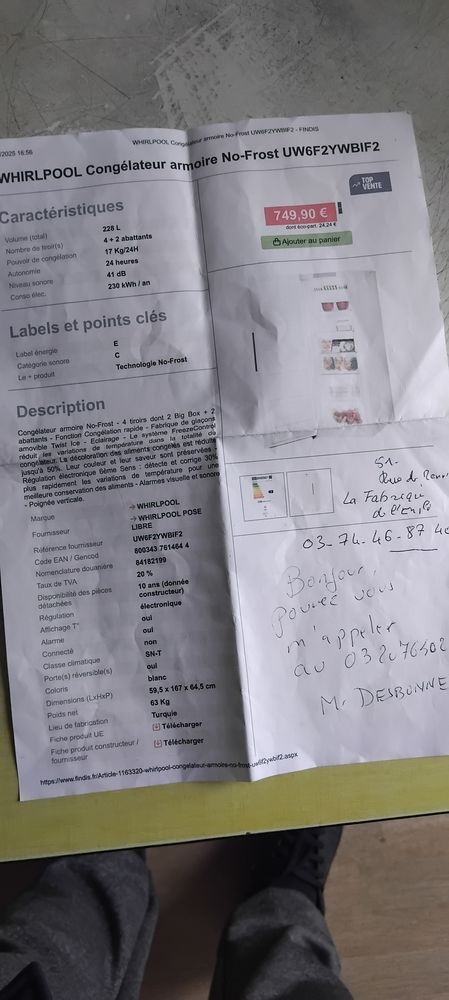 /2025 16:56
WHIRLPOOL Congélateur armoire No-Frost UW6F2YWBIF2 - FINDIS
WHIRLPOOL Congélateur armoire No-Frost UW6F2YWBIF2
TOP VENTE
749,90 €
dont éco-part. 24,24 €
Ajouter au panier
Caractéristiques
Volume (total) 228 L
Nombre de tiroir(s) 4 + 2 abattants
Pouvoir de congélation 17 Kg/24H
Autonomie 24 heures
Niveau sonore 41 dB
Conso élec. 230 kWh / an
Labels et points clés
Label énergie E
Catégorie sonore C
Le + produit Technologie No-Frost
Description
Congélateur armoire No-Frost - 4 tiroirs dont 2 Big Box + 2
abattants - Fonction Congélation rapide - Fabrique de glaçons
amovible Twist Ice - Eclairage - Le système FreezeControl
réduit les variations de température dans la totalité du
congélateur. La décoloration des aliments congelés est réduite
jusqu'à 50%. Leur couleur et leur saveur sont préservées -
Régulation électronique 6ème Sens : détecte et corrige 30%
plus rapidement les variations de température pour une
meilleure conservation des aliments - Alarmes visuelle et sonore
- Poignée verticale.
Marque → WHIRLPOOL
Fournisseur → WHIRLPOOL POSE
LIBRE
Référence fournisseur UW6F2YWBIF2
Code EAN / Gencod 800343 761464 4
Nomenclature douanière 84182199
Taux de TVA 20 %
Disponibilité des pièces détachées 10 ans (donnée constructeur)
Régulation électronique
Affichage T° oui
Alarme oui
Connecté non
Classe climatique SN-T
Porte(s) réversible(s) oui
Coloris blanc
Dimensions (LxHxP) 59,5 x 167 x 64,5 cm
Poids net 63 Kg
Lieu de fabrication Turquie
Fiche produit UE Télécharger
Fiche produit constructeur / fournisseur Télécharger
https://www.findis.fr/Article-1163320-whirlpool-congelateur-armoire-no-frost-uw6f2ywbif2.aspx
51.
Rue de
La Fabrique
de l'emploi
03-74-46-87 40
Bonjour,
Pouvez vous
m'appeler
au 032076402
Mr DESBONNE